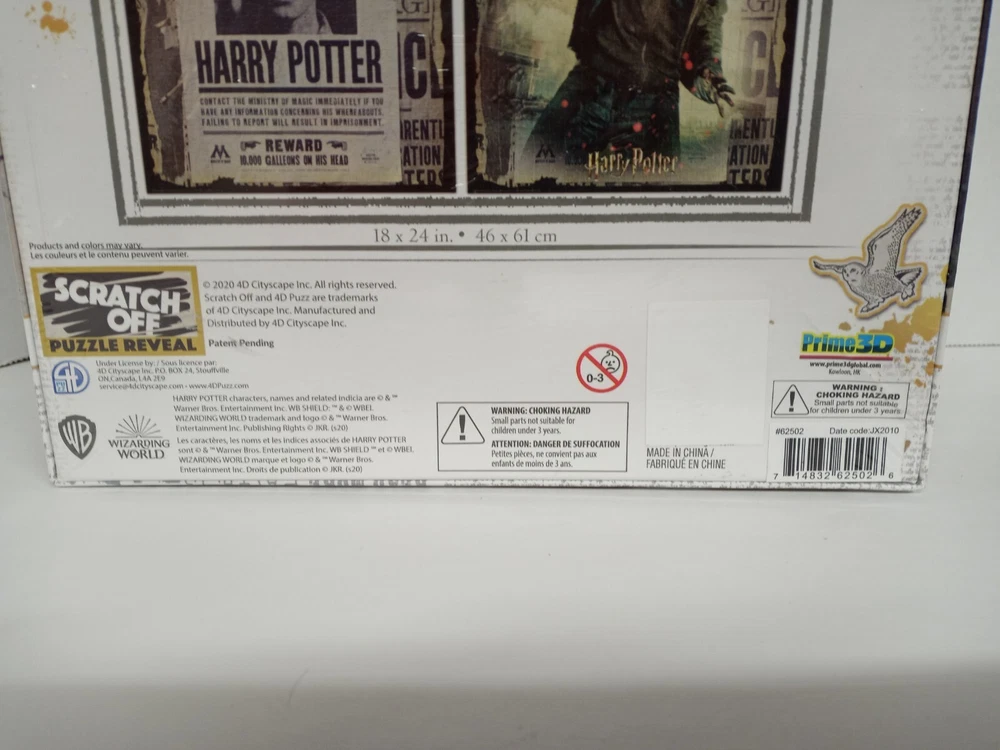 HARRY POTTER
CONTACT THE MINISTRY OF MAGIC IMMEDIATELY IF YOU
HAVE ANY INFORMATION CONCERNING HIS WHEREABOUTS.
FAILING TO REPORT WILL RESULT IN IMPRISONMENT.
REWARD
10,000 GALLEONS ON HIS HEAD
RENTL
ATION
TERS
Harry Potter
RENTL
ATION
TERS
18 x 24 in. • 46 x 61 cm
Products and colors may vary.
Les couleurs et le contenu peuvent varier.
SCRATCH
OFF
PUZZLE REVEAL
© 2020 4D Cityscape Inc. All rights reserved.
Scratch Off and 4D Puzz are trademarks
of 4D Cityscape Inc. Manufactured and
Distributed by 4D Cityscape Inc.
Patent Pending
Under License by: / Sous licence par:
4D Cityscape Inc. P.O. BOX 24, Stouffville
ON,Canada, L4A 7E9
service@4dcityscape.com - www.4DPuzz.com
WB
WIZARDING
WORLD
HARRY POTTER characters, names and related indicia are © & ™
Warner Bros. Entertainment Inc. WB SHIELD: ™ & © WBEI.
WIZARDING WORLD trademark and logo © & ™ Warner Bros.
Entertainment Inc. Publishing Rights © JKR. (s20)
Les caractères, les noms et les indices associés de HARRY POTTER
sont © & ™ Warner Bros. Entertainment Inc. WB SHIELD ™ et © WBEI.
WIZARDING WORLD marque et logo © & ™ Warner Bros.
Entertainment Inc. Droits de publication © JKR. (s20)
0-3
WARNING: CHOKING HAZARD
Small parts not suitable for
children under 3 years.
ATTENTION: DANGER DE SUFFOCATION
Petites pièces, ne convient pas aux
enfants de moins de 3 ans.
MADE IN CHINA /
FABRIQUÉ EN CHINE
Prime3D
www.prime3dglobal.com
Kowloon, HK
WARNING :
CHOKING HAZARD
Small parts not suitable
for children under 3 years.
#62502 Date code:JX2010
7 14832 62502 6